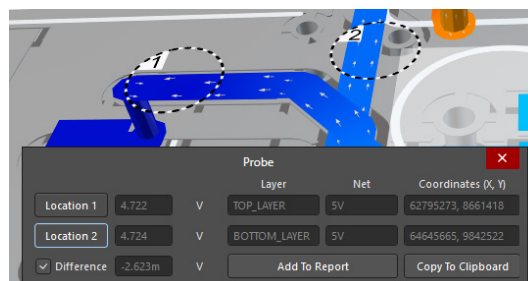 1
2
Probe
Layer Net Coordinates (X, Y)
Location 1 4.722 V TOP_LAYER 5V 62795273, 8661418
Location 2 4.724 V BOTTOM_LAYER 5V 64645665, 9842522
Difference -2.623m V Add To Report Copy To Clipboard